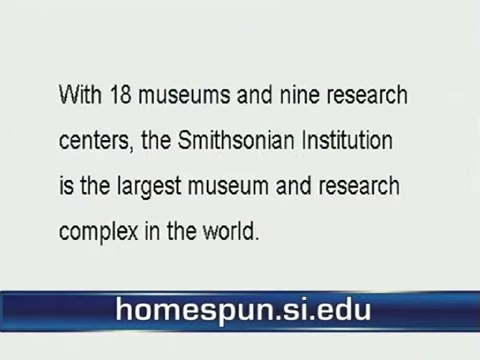 With 18 museums and nine research
centers, the Smithsonian Institution
is the largest museum and research
complex in the world.
homespun.si.edu